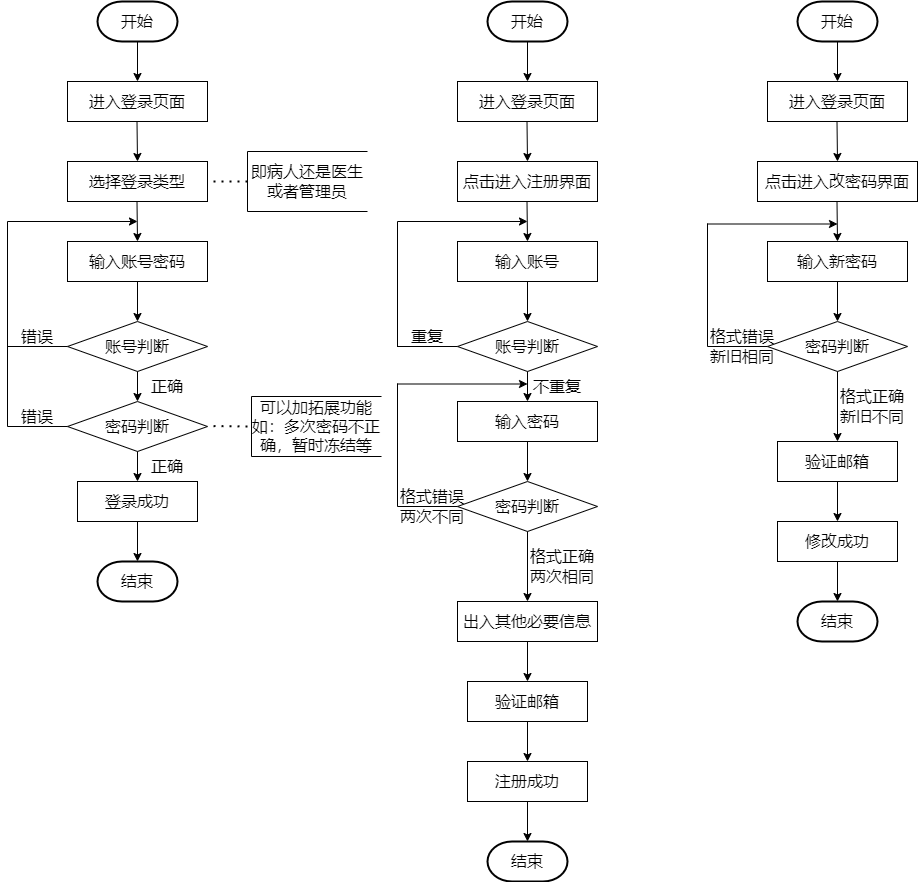 开始
进入登录页面
选择登录类型
即病人还是医生
或者管理员
输入账号密码
账号判断
错误
正确
密码判断
错误
可以加拓展功能
如：多次密码不正
确，暂时冻结等
正确
登录成功
结束
开始
进入登录页面
点击进入注册界面
输入账号
账号判断
重复
不重复
输入密码
密码判断
格式错误
两次不同
格式正确
两次相同
出入其他必要信息
验证邮箱
注册成功
结束
开始
进入登录页面
点击进入改密码界面
输入新密码
密码判断
格式错误
新旧相同
格式正确
新旧不同
验证邮箱
修改成功
结束